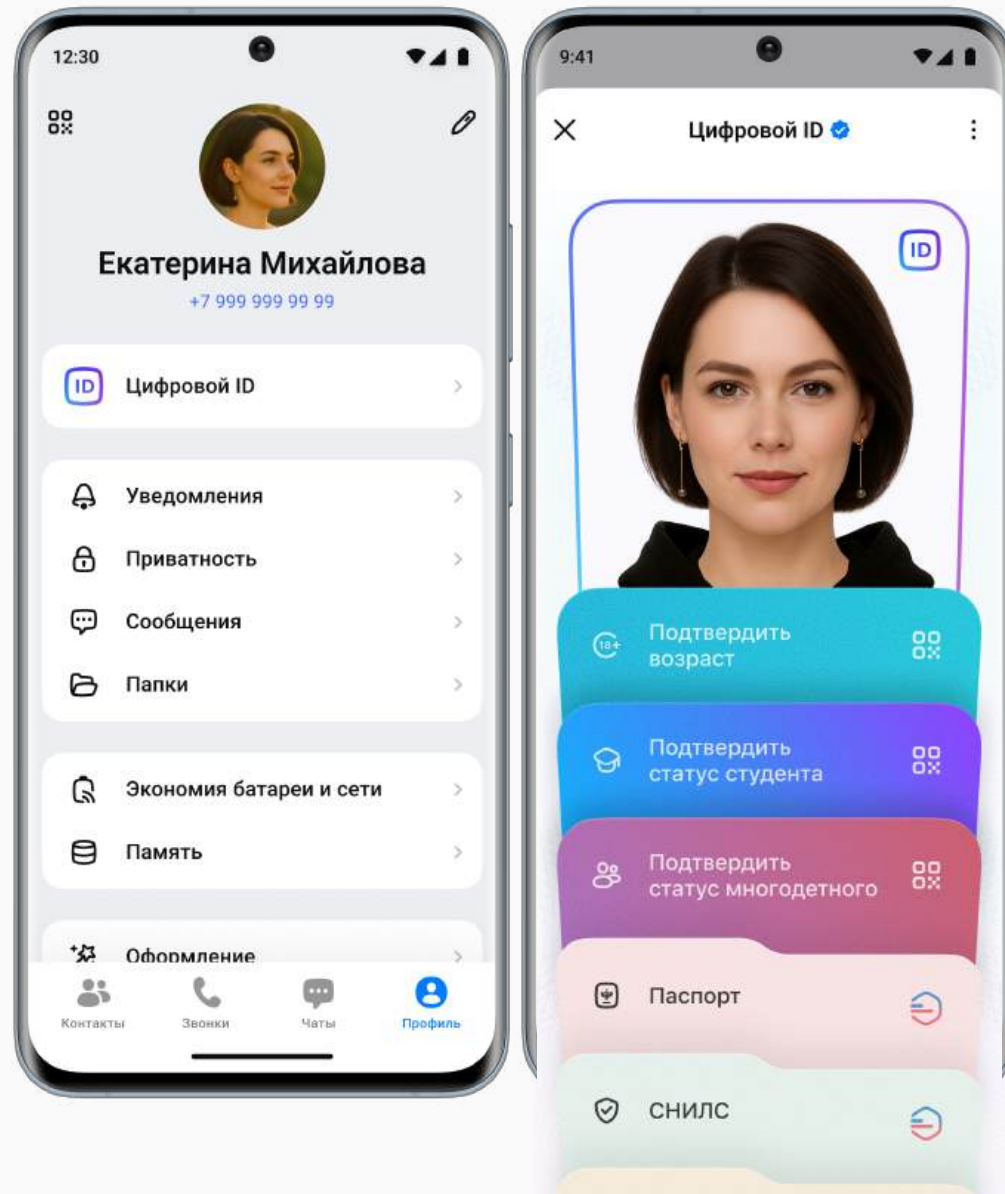 12:30
Екатерина Михайлова
+7 999 999 99 99
ID
Цифровой ID
Уведомления
Приватность
Сообщения
Папки
Экономия батареи и сети
Память
Оформление
Контакты
Звонки
Чаты
Профиль
9:41
Цифровой ID
ID
18+
Подтвердить
возраст
Подтвердить
статус студента
Подтвердить
статус многодетного
Паспорт
СНИЛС